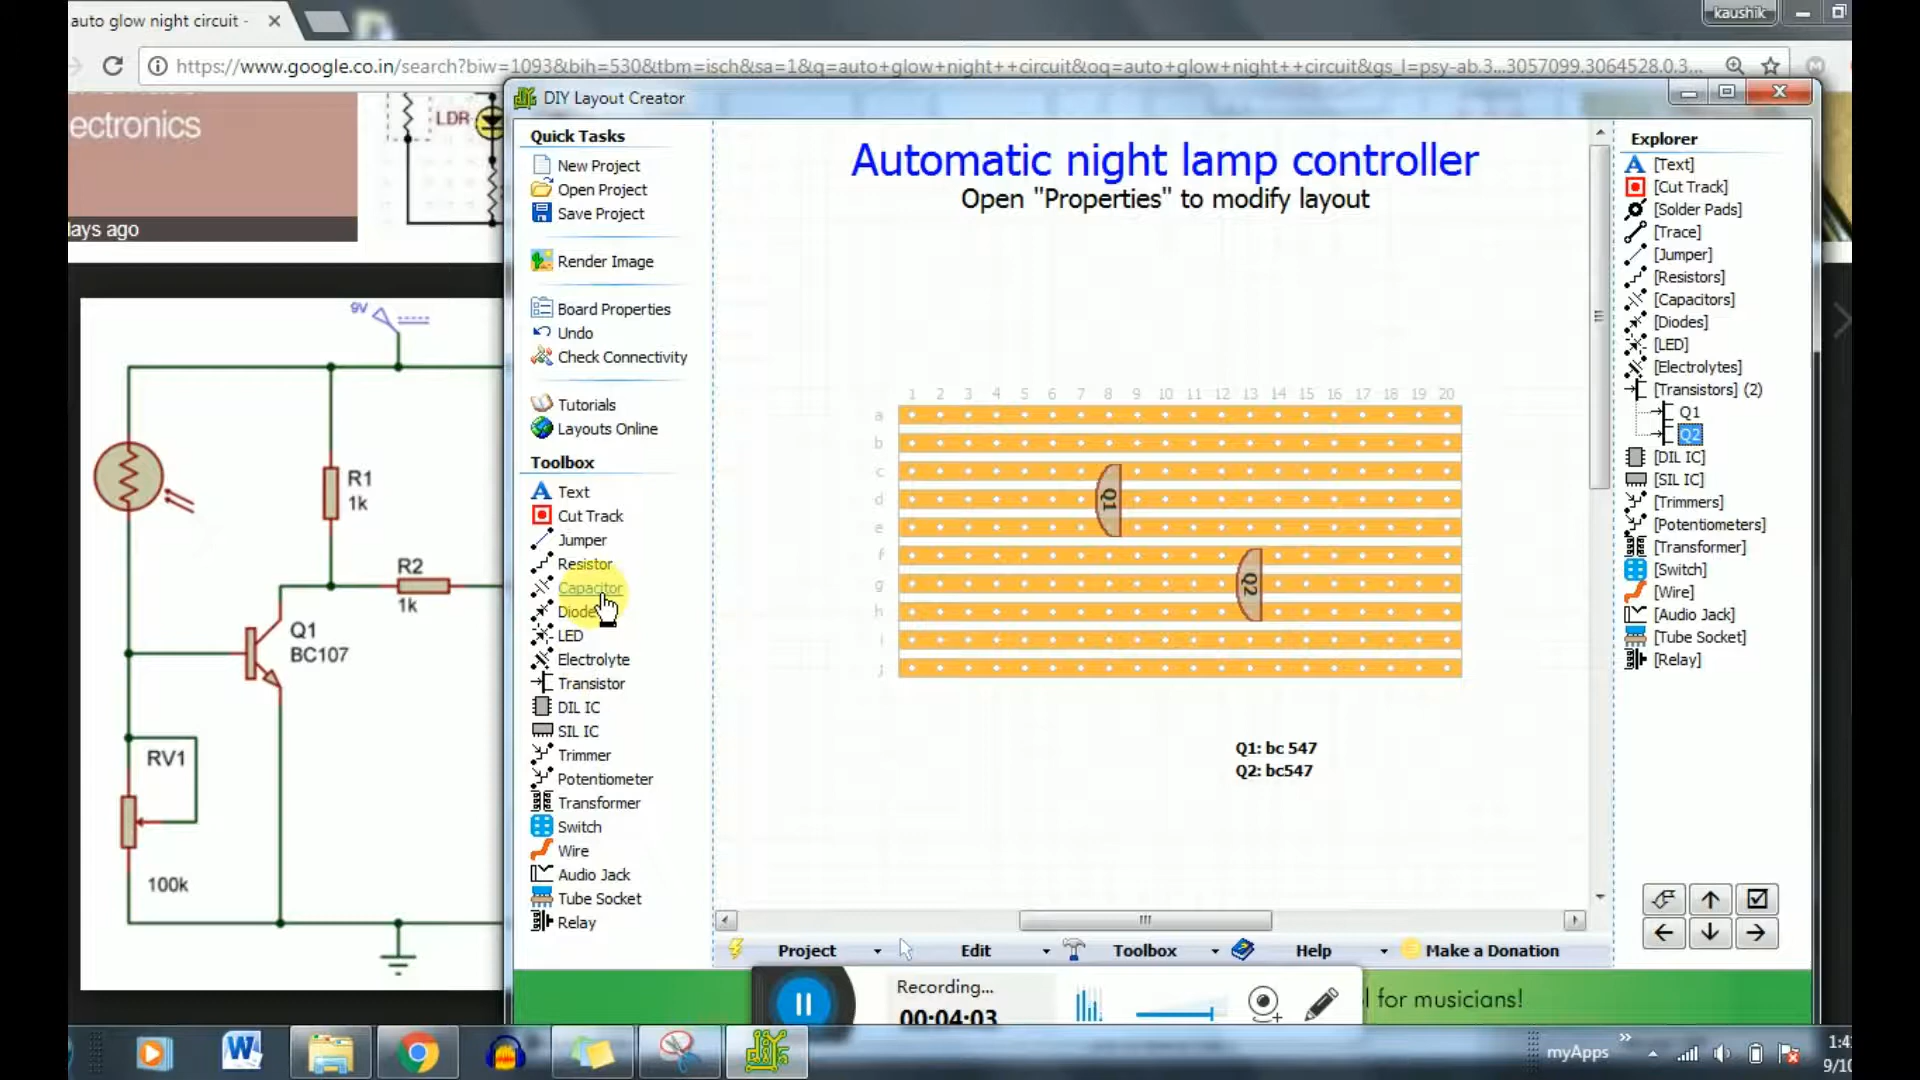 auto glow night circuit -
kaushik
https://www.google.co.in/search?biw=1093&bih=530&tbm=isch&sa=1&q=auto+glow+night++circuit&oq=auto+glow+night++circuit&gs_l=psy-ab.3...3057099.3064528.0.3...
ectronics
ays ago
LDR
9V
R1
1k
R2
1k
Q1
BC107
RV1
100k
DIY Layout Creator
Quick Tasks
New Project
Open Project
Save Project
Render Image
Board Properties
Undo
Check Connectivity
Tutorials
Layouts Online
Toolbox
Text
Cut Track
Jumper
Resistor
Capacitor
Diode
LED
Electrolyte
Transistor
DIL IC
SIL IC
Trimmer
Potentiometer
Transformer
Switch
Wire
Audio Jack
Tube Socket
Relay
Automatic night lamp controller
Open "Properties" to modify layout
1 2 3 4 5 6 7 8 9 10 11 12 13 14 15 16 17 18 19 20
a
b
c
d
e
f
g
h
i
j
Q1
Q2
Q1: bc 547
Q2: bc547
Explorer
[Text]
[Cut Track]
[Solder Pads]
[Trace]
[Jumper]
[Resistors]
[Capacitors]
[Diodes]
[LED]
[Electrolytes]
[Transistors] (2)
Q1
Q2
[DIL IC]
[SIL IC]
[Trimmers]
[Potentiometers]
[Transformer]
[Switch]
[Wire]
[Audio Jack]
[Tube Socket]
[Relay]
Project
Edit
Toolbox
Help
Make a Donation
Recording...
00:04:03
l for musicians!
myApps
1:4
9/10